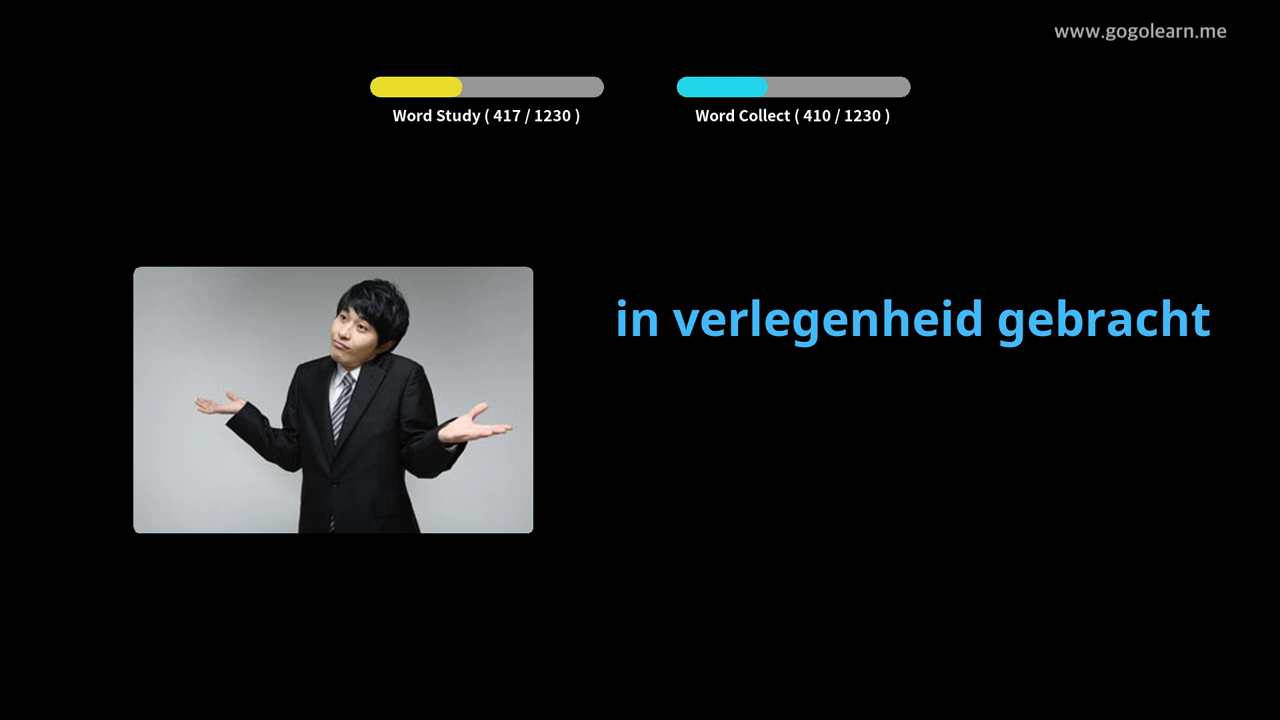 www.gogolearn.me
Word Study ( 417 / 1230 )
Word Collect ( 410 / 1230 )
in verlegenheid gebracht